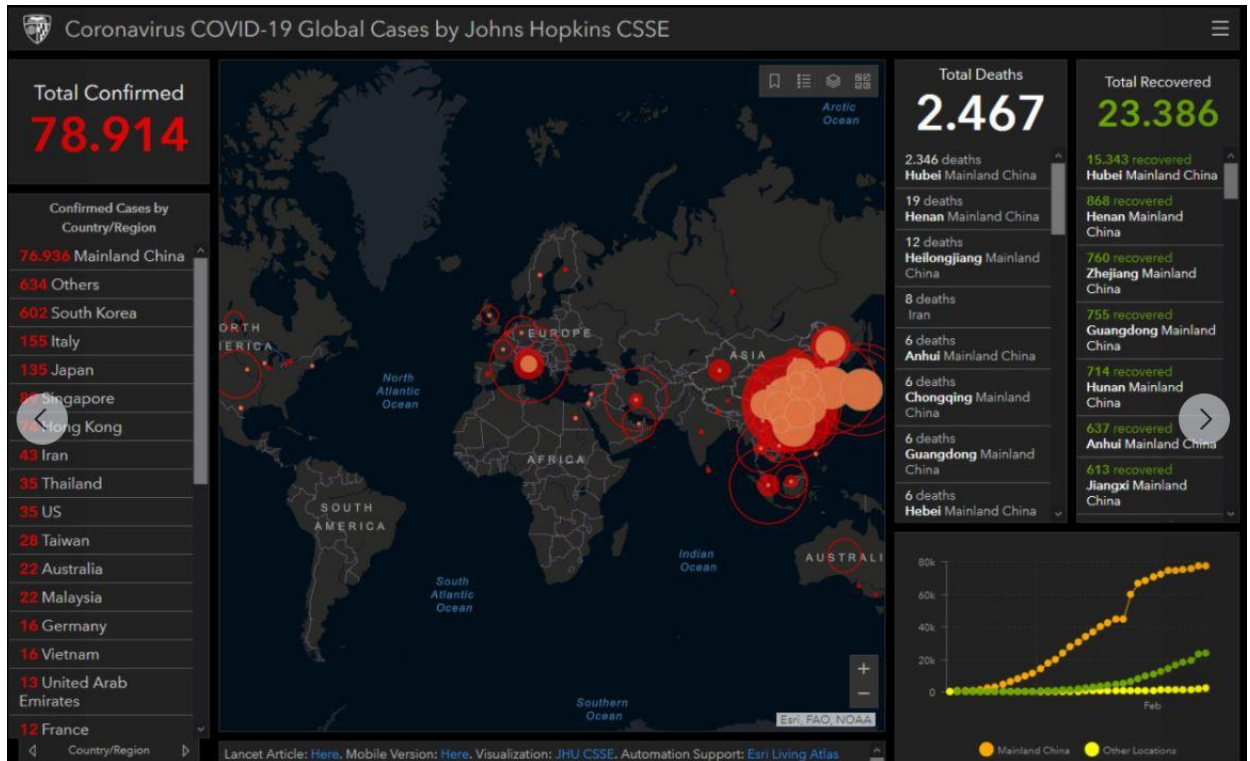 Coronavirus COVID-19 Global Cases by Johns Hopkins CSSE
Total Confirmed
78.914
Confirmed Cases by
Country/Region
76.936 Mainland China
634 Others
602 South Korea
155 Italy
135 Japan
Singapore
Hong Kong
43 Iran
35 Thailand
35 US
28 Taiwan
22 Australia
22 Malaysia
16 Germany
16 Vietnam
13 United Arab
Emirates
12 France
Country/Region
Arctic
Ocean
ORTH
ERICA
EUROPE
ASIA
North
Atlantic
Ocean
AFRICA
SOUTH
AMERICA
Indian
Ocean
AUSTRALI
South
Atlantic
Ocean
Southern
Ocean
+
−
Esri, FAO, NOAA
Lancet Article: Here. Mobile Version: Here. Visualization: JHU CSSE. Automation Support: Esri Living Atlas
Total Deaths
2.467
2.346 deaths
Hubei Mainland China
19 deaths
Henan Mainland China
12 deaths
Heilongjiang Mainland
China
8 deaths
Iran
6 deaths
Anhui Mainland China
6 deaths
Chongqing Mainland
China
6 deaths
Guangdong Mainland
China
6 deaths
Hebei Mainland China
Total Recovered
23.386
15.343 recovered
Hubei Mainland China
868 recovered
Henan Mainland
China
760 recovered
Zhejiang Mainland
China
755 recovered
Guangdong Mainland
China
714 recovered
Hunan Mainland
China
637 recovered
Anhui Mainland China
613 recovered
Jiangxi Mainland
China
80k
60k
40k
20k
0
Feb
Mainland China
Other Locations